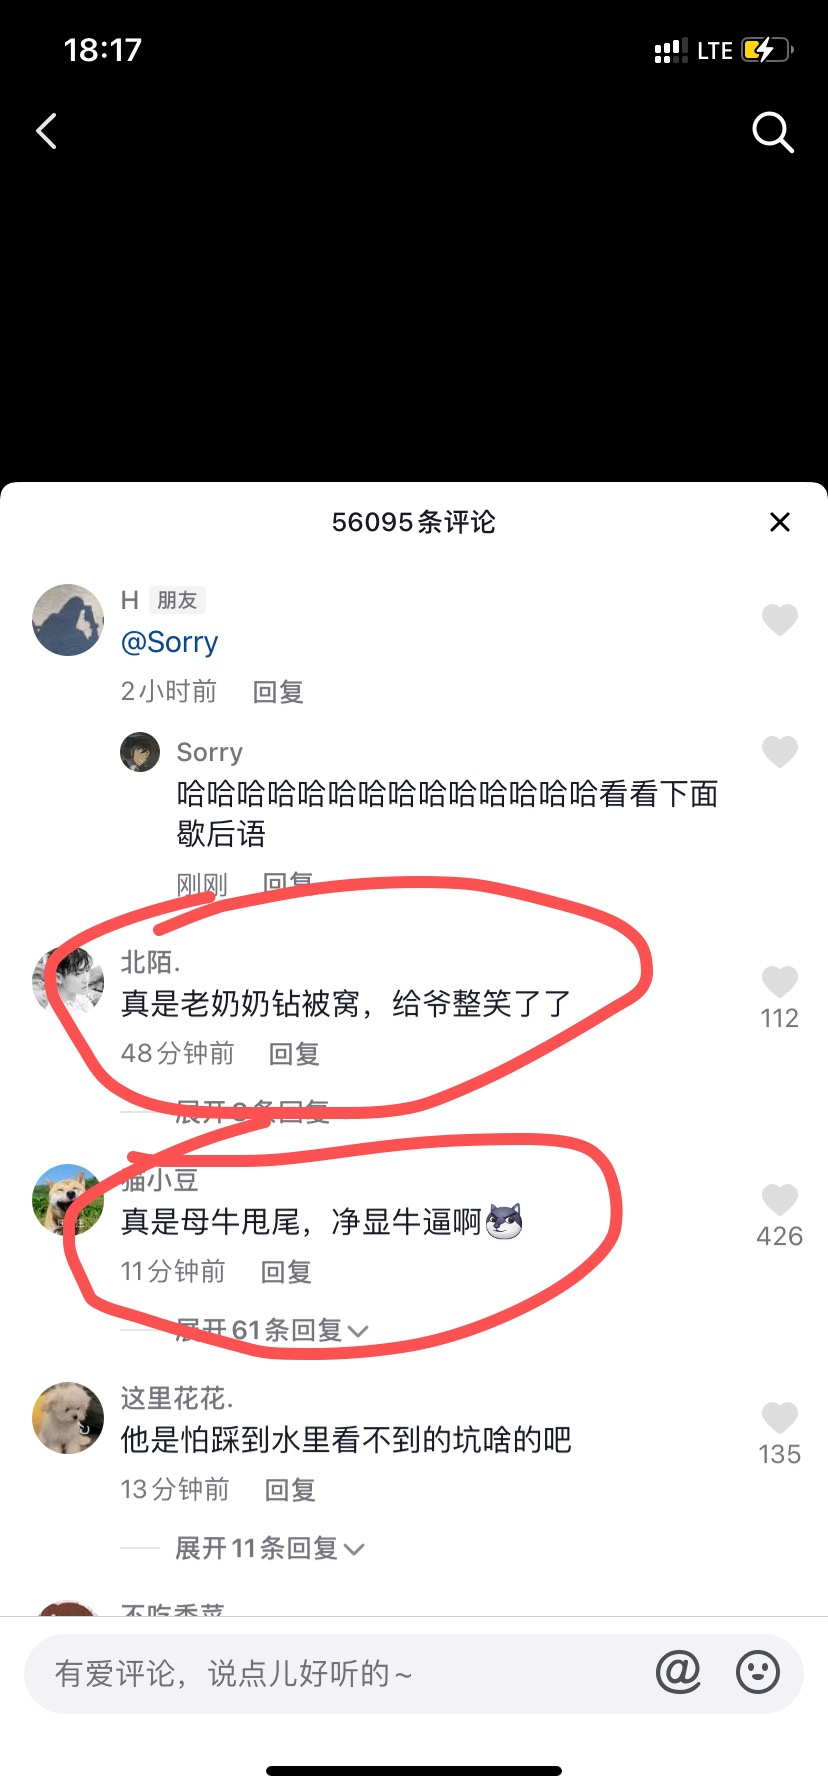 18:17
LTE
56095条评论
H 朋友
@Sorry
2小时前 回复
Sorry
哈哈哈哈哈哈哈哈哈哈哈哈哈哈看看下面
歇后语
刚刚 回复
北陌.
真是老奶奶钻被窝，给爷整笑了了
112
48分钟前 回复
展开8条回复
猫小豆
真是母牛甩尾，净显牛逼啊
426
11分钟前 回复
展开61条回复
这里花花.
他是怕踩到水里看不到的坑啥的吧
135
13分钟前 回复
展开11条回复
不吃香菜
有爱评论，说点儿好听的~